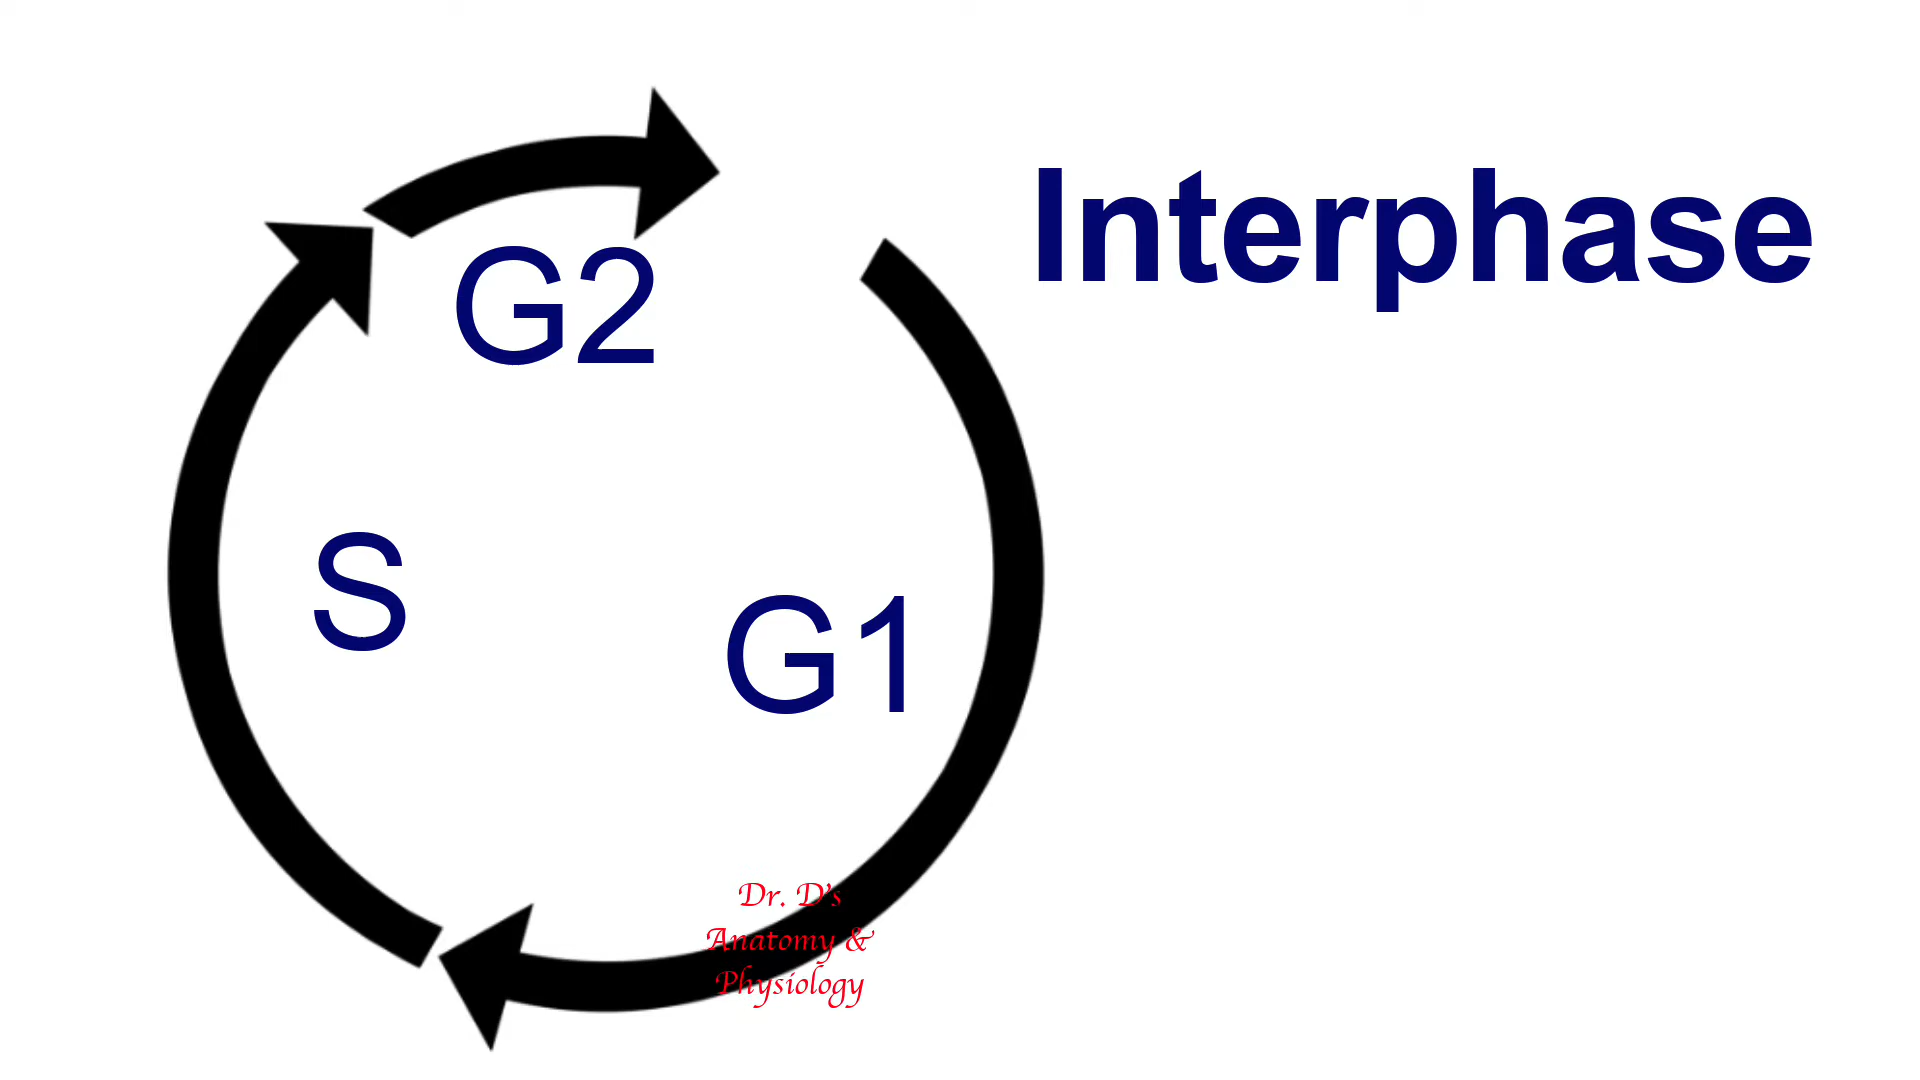 Interphase
G2
S
G1
Dr. D's
Anatomy &
Physiology